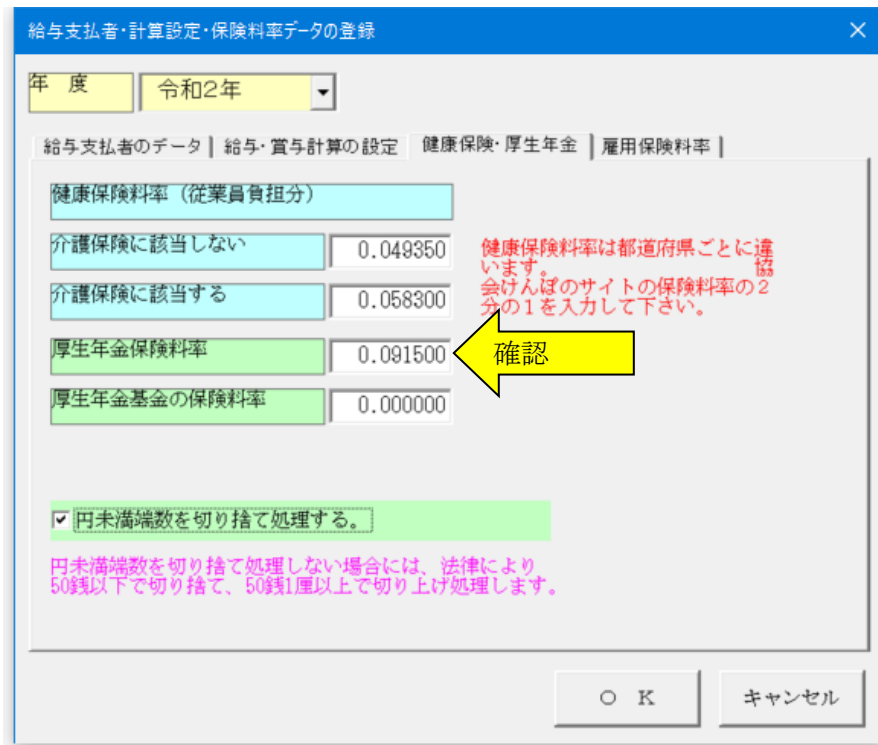 給与支払者・計算設定・保険料率データの登録
年　度　令和2年
給与支払者のデータ　給与・賞与計算の設定　健康保険・厚生年金　雇用保険料率
健康保険料率（従業員負担分）
介護保険に該当しない　0.049350
介護保険に該当する　0.058300
健康保険料率は都道府県ごとに違
います。　協
会けんぽのサイトの保険料率の２
分の１を入力して下さい。
厚生年金保険料率　0.091500　確認
厚生年金基金の保険料率　0.000000
円未満端数を切り捨て処理する。
円未満端数を切り捨て処理しない場合には、法律により
50銭以下で切り捨て、50銭1厘以上で切り上げ処理します。
ＯＫ　キャンセル